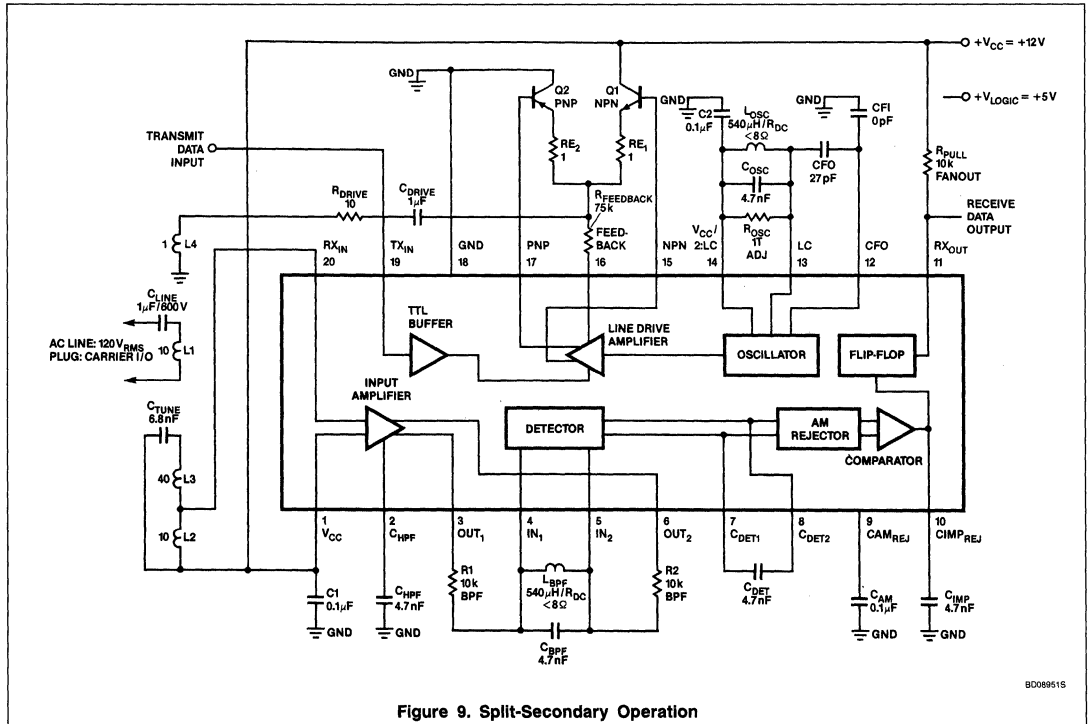 +VCC = +12V
GND
Q2
PNP
Q1
NPN
GND
C2
0.1μF
LOSC
540μH/RDC
<8Ω
GND
CFI
0pF
+VLOGIC = +5V
TRANSMIT
DATA
INPUT
RE2
1
RE1
1
COSC
4.7nF
CFO
27pF
RPULL
10k
FANOUT
RDRIVE
10
CDRIVE
1μF
RFEEDBACK
75k
RECEIVE
DATA
OUTPUT
1 L4
RXIN
20
TXIN
19
GND
18
PNP
17
FEED-
BACK
16
NPN
15
VCC/
2:LC
14
ROSC
1T
ADJ
LC
13
CFO
12
RXOUT
11
CLINE
1μF/600V
AC LINE: 120VRMS
PLUG: CARRIER I/O
10 L1
TTL
BUFFER
LINE DRIVE
AMPLIFIER
OSCILLATOR
FLIP-FLOP
CTUNE
6.8nF
INPUT
AMPLIFIER
DETECTOR
AM
REJECTOR
COMPARATOR
40 L3
10 L2
1
VCC
2
CHPF
3
OUT1
4
IN1
5
IN2
6
OUT2
7
CDET1
8
CDET2
9
CAMREJ
10
CIMPREJ
C1
0.1μF
GND
CHPF
4.7nF
GND
R1
10k
BPF
LBPF
540μH/RDC
<8Ω
CBPF
4.7nF
R2
10k
BPF
CDET
4.7nF
CAM
0.1μF
GND
CIMP
4.7nF
GND
BD08951S
Figure 9. Split-Secondary Operation